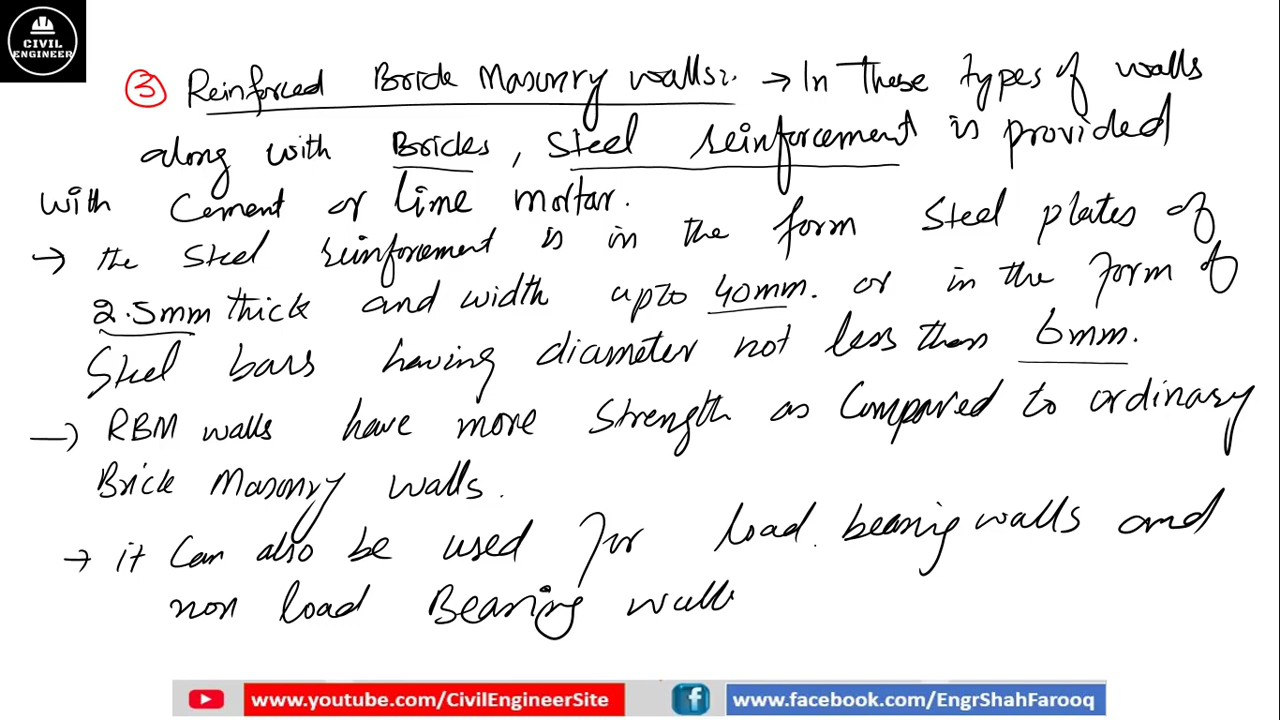 CIVIL
ENGINEER
③ Reinforced Brick Masonry walls:. → In these types of walls
along with Bricks, Steel reinforcement is provided
with Cement or lime mortar.
→ the Steel reinforcement is in the form Steel plates of
2.5mm thick and width upto 40mm. or in the form of
Steel bars having diameter not less than 6mm.
→ RBM walls have more strength as Compared to ordinary
Brick Masonry walls.
→ it Can also be used for load bearing walls and
non load Bearing walls
www.youtube.com/CivilEngineerSite
www.facebook.com/EngrShahFarooq